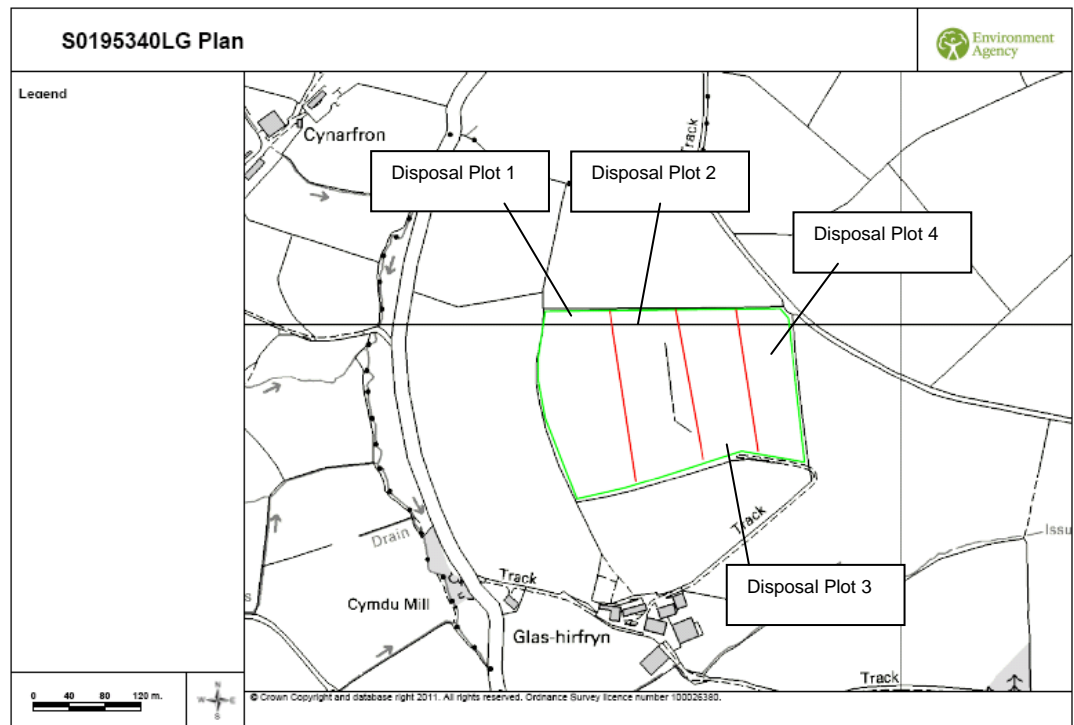 S0195340LG Plan
Environment
Agency
Legend
Cynarfron
Track
Disposal Plot 1
Disposal Plot 2
Disposal Plot 4
Drain
Issu
Track
Track
Cymdu Mill
Disposal Plot 3
s
Glas-hirfryn
Track
0 40 80 120 m.
N
W E
S
© Crown Copyright and database right 2011. All rights reserved. Ordnance Survey licence number 100026380.